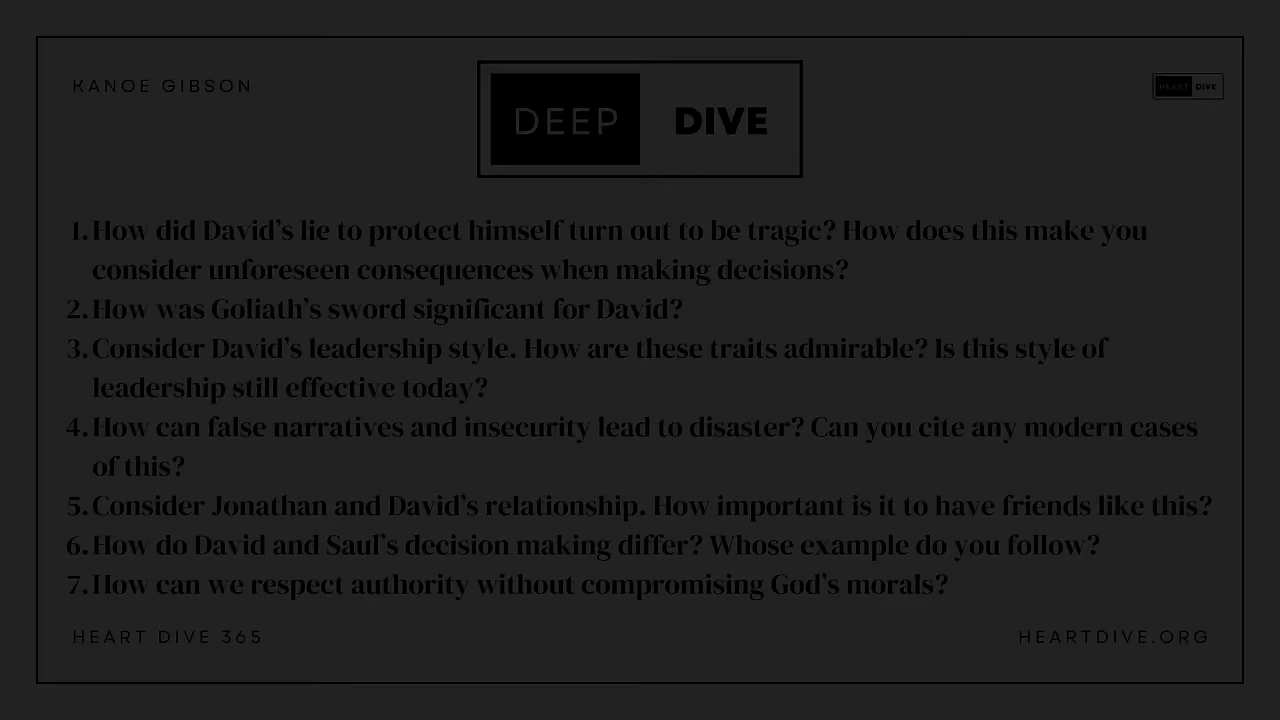 KANOE GIBSON
DEEP DIVE
HEART DIVE
1. How did David’s lie to protect himself turn out to be tragic? How does this make you
consider unforeseen consequences when making decisions?
2. How was Goliath’s sword significant for David?
3. Consider David’s leadership style. How are these traits admirable? Is this style of
leadership still effective today?
4. How can false narratives and insecurity lead to disaster? Can you cite any modern cases
of this?
5. Consider Jonathan and David’s relationship. How important is it to have friends like this?
6. How do David and Saul’s decision making differ? Whose example do you follow?
7. How can we respect authority without compromising God's morals?
HEART DIVE 365
HEARTDIVE.ORG